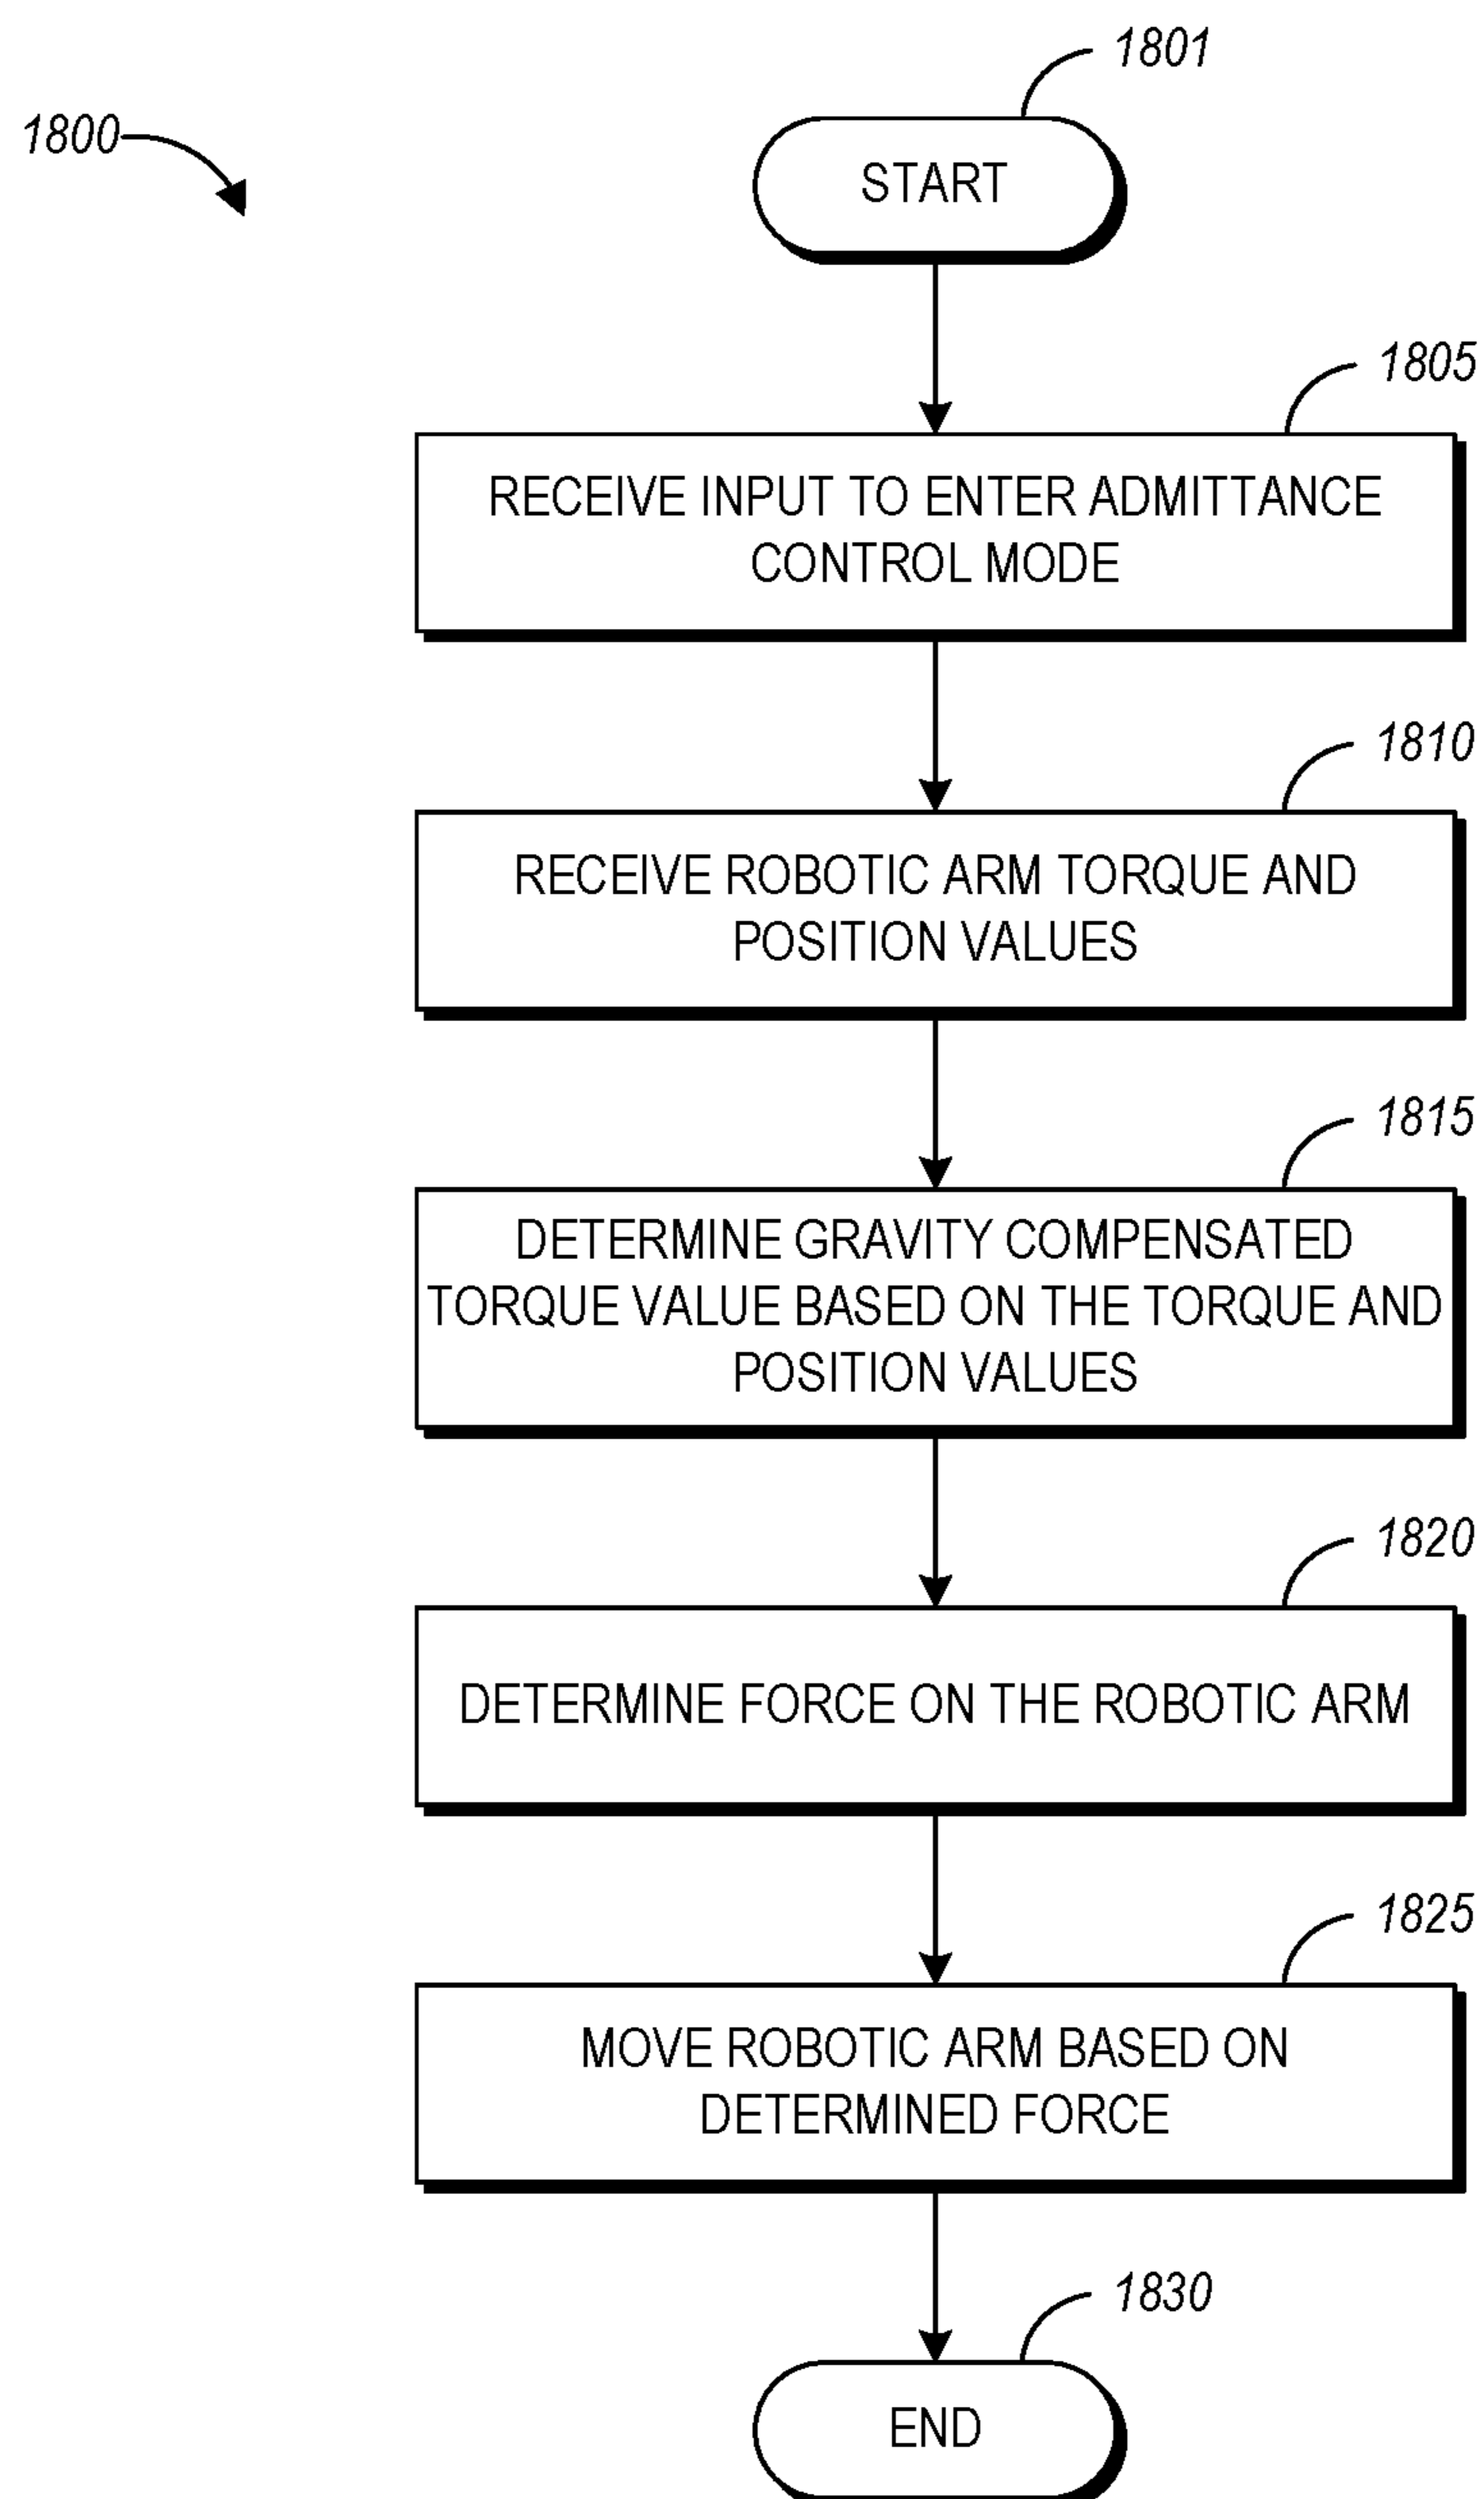 1801
1800
START
1805
RECEIVE INPUT TO ENTER ADMITTANCE
CONTROL MODE
1810
RECEIVE ROBOTIC ARM TORQUE AND
POSITION VALUES
1815
DETERMINE GRAVITY COMPENSATED
TORQUE VALUE BASED ON THE TORQUE AND
POSITION VALUES
1820
DETERMINE FORCE ON THE ROBOTIC ARM
1825
MOVE ROBOTIC ARM BASED ON
DETERMINED FORCE
1830
END